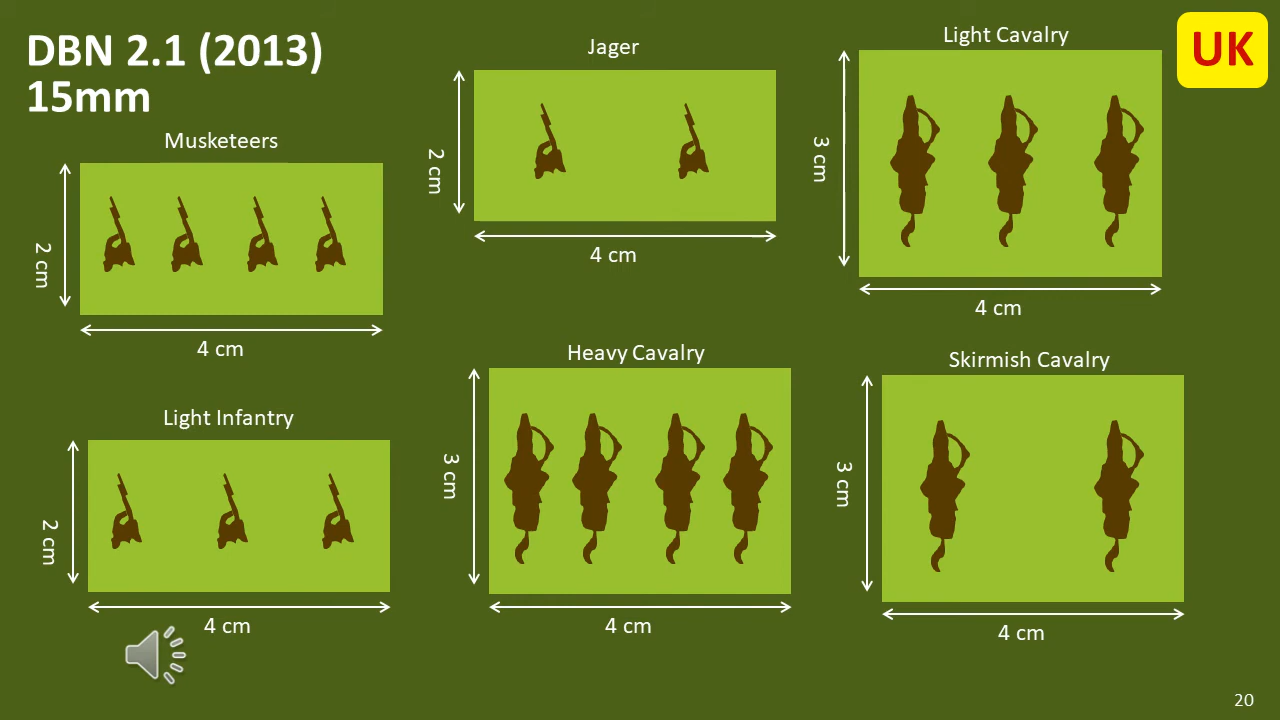 DBN 2.1 (2013)
15mm
UK
Musketeers
2 cm
4 cm
Jager
2 cm
4 cm
Light Cavalry
3 cm
4 cm
Light Infantry
2 cm
4 cm
Heavy Cavalry
3 cm
4 cm
Skirmish Cavalry
3 cm
4 cm
20